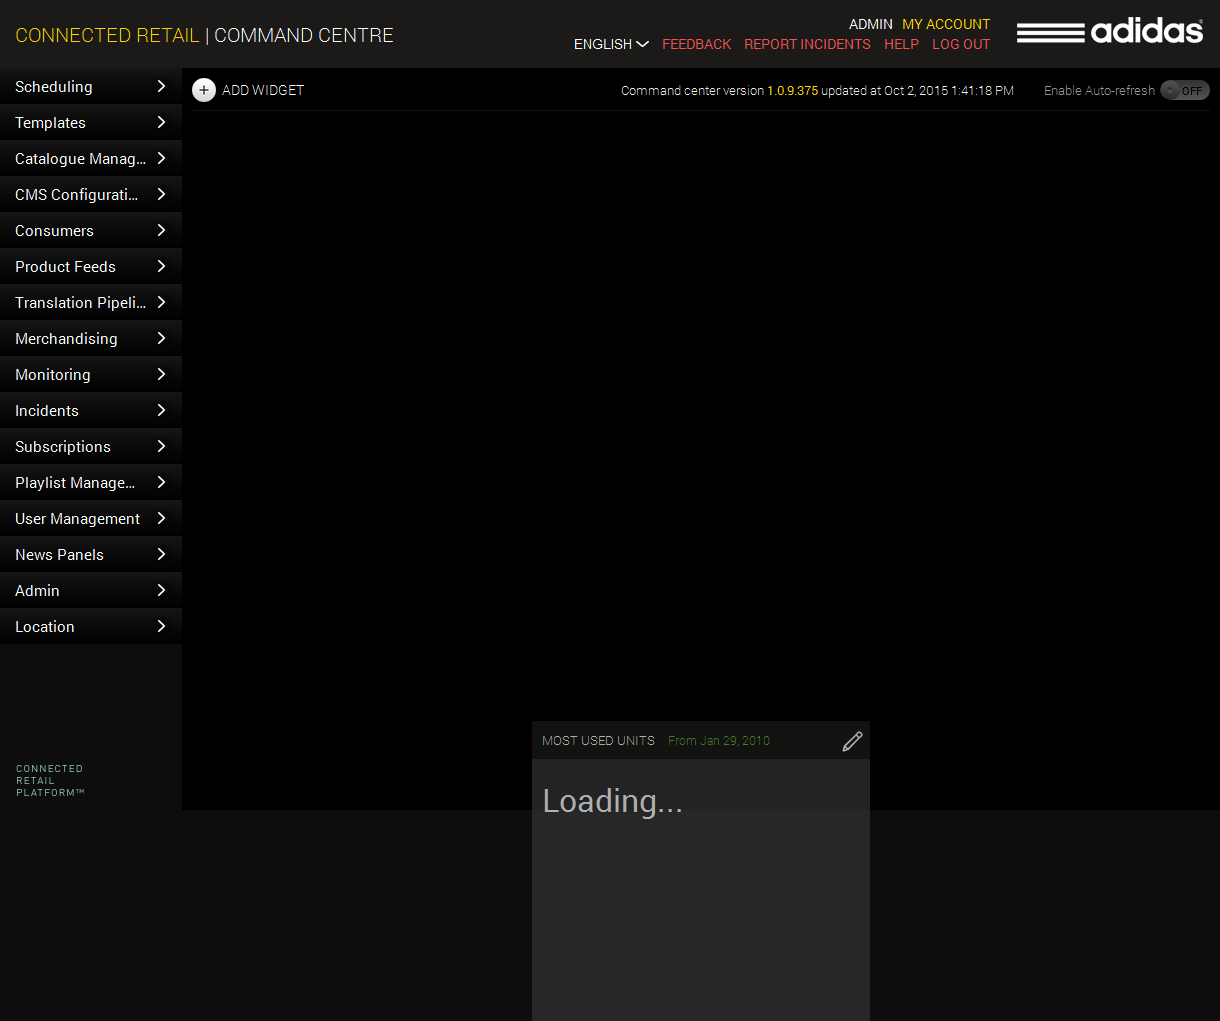 CONNECTED RETAIL | COMMAND CENTRE
ADMIN MY ACCOUNT
ENGLISH FEEDBACK REPORT INCIDENTS HELP LOG OUT
adidas
Scheduling
Templates
Catalogue Manag...
CMS Configurati...
Consumers
Product Feeds
Translation Pipeli...
Merchandising
Monitoring
Incidents
Subscriptions
Playlist Manage...
User Management
News Panels
Admin
Location
CONNECTED
RETAIL
PLATFORM™
ADD WIDGET
Command center version 1.0.9.375 updated at Oct 2, 2015 1:41:18 PM
Enable Auto-refresh OFF
MOST USED UNITS From Jan 29, 2010
Loading...